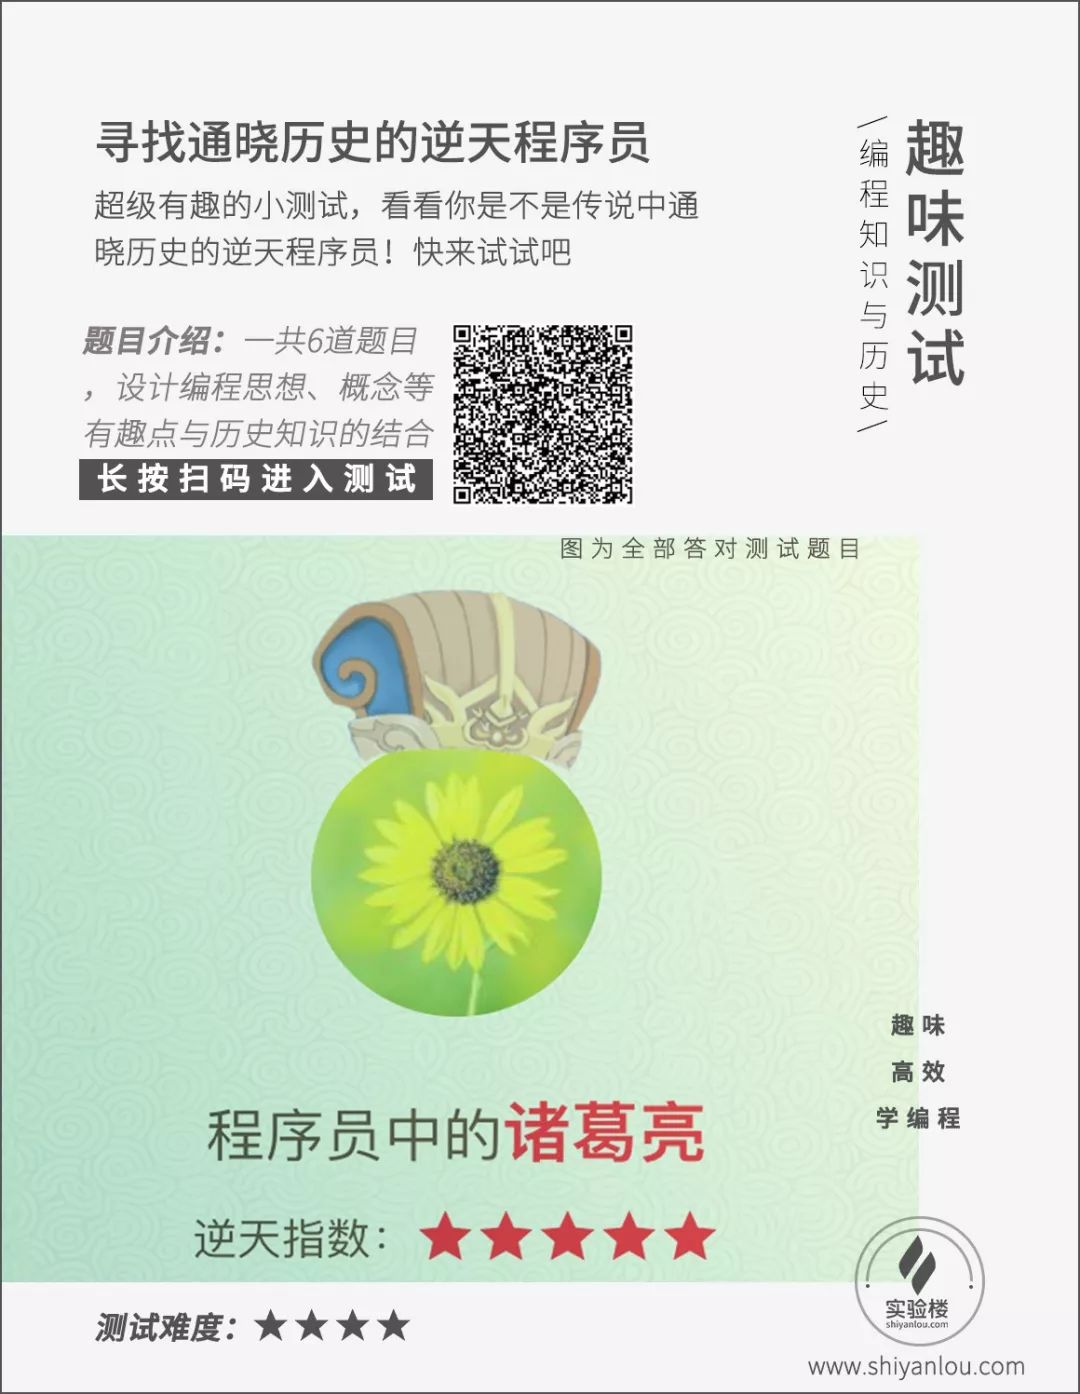 寻找通晓历史的逆天程序员
超级有趣的小测试，看看你是不是传说中通
晓历史的逆天程序员！快来试试吧
趣味测试
/编程知识与历史/
题目介绍：一共6道题目
，设计编程思想、概念等
有趣点与历史知识的结合
长按扫码进入测试
图为全部答对测试题目
程序员中的诸葛亮
逆天指数：★★★★★
趣味
高效
学编程
测试难度：★★★★
实验楼
shiyanlou.com
www.shiyanlou.com